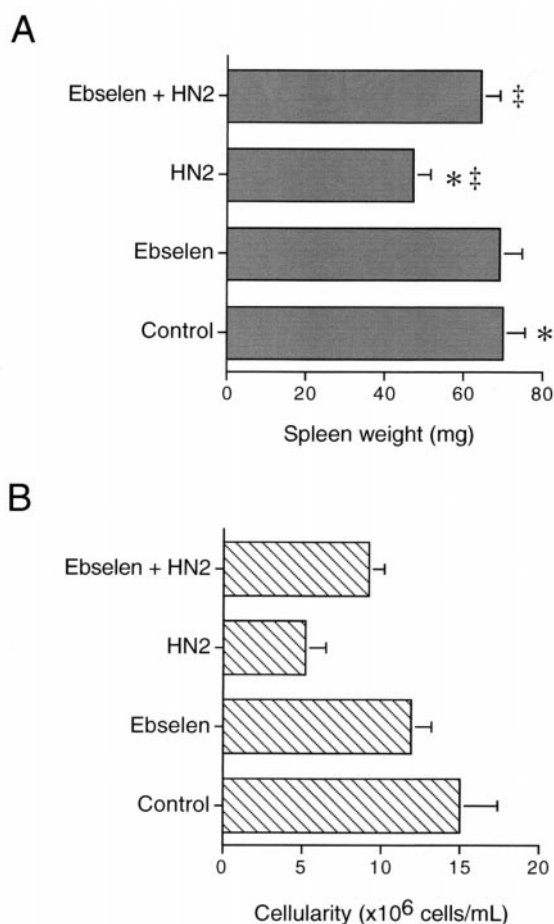 A
Ebselen + HN2 ‡
HN2 * ‡
Ebselen
Control *
0 20 40 60 80
Spleen weight (mg)
B
Ebselen + HN2
HN2
Ebselen
Control
0 5 10 15 20
Cellularity (x10⁶ cells/mL)